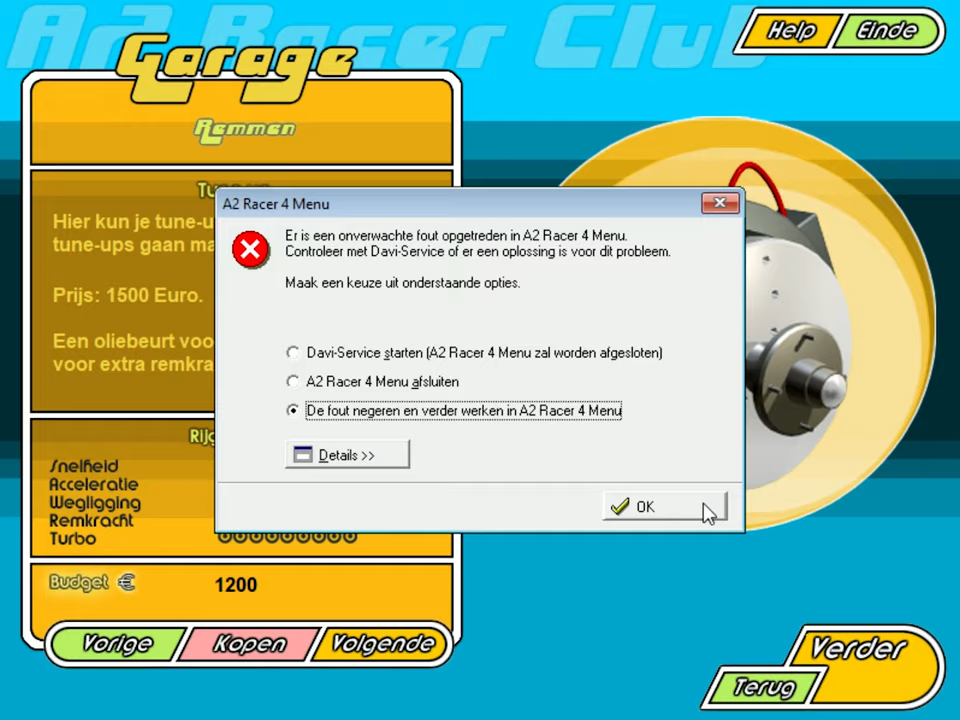 A2 Racer Club
Help
Einde
Garage
Remmen
Hier kun je tune-u
tune-ups gaan ma
Prijs: 1500 Euro.
Een oliebeurt voo
voor extra remkra
A2 Racer 4 Menu
Er is een onverwachte fout opgetreden in A2 Racer 4 Menu.
Controleer met Davi-Service of er een oplossing is voor dit probleem.
Maak een keuze uit onderstaande opties.
Davi-Service starten (A2 Racer 4 Menu zal worden afgesloten)
A2 Racer 4 Menu afsluiten
De fout negeren en verder werken in A2 Racer 4 Menu
Details >>
OK
Rijg
Snelheid
Acceleratie
Wegligging
Remkracht
Turbo
Budget € 1200
Vorige
Kopen
Volgende
Verder
Terug